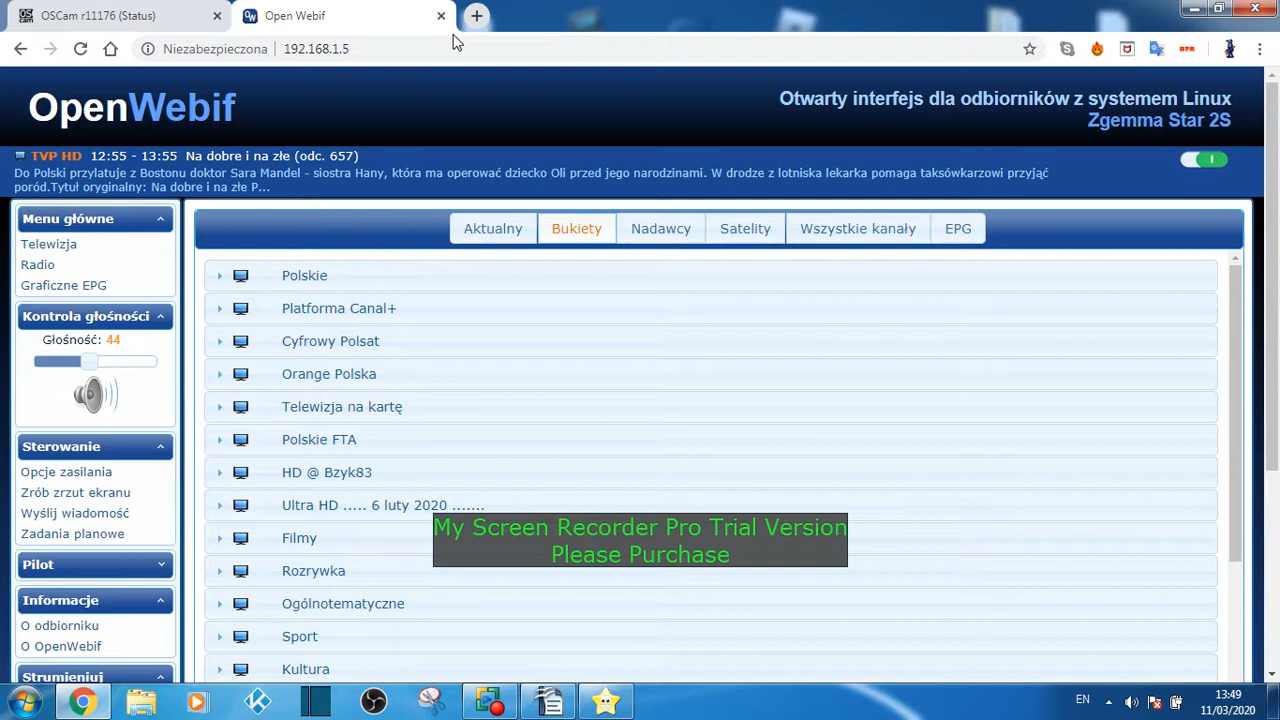 OSCam r11176 (Status)
Open Webif
Niezabezpieczona
192.168.1.5
OpenWebif
Otwarty interfejs dla odbiorników z systemem Linux
Zgemma Star 2S
TVP HD 12:55 - 13:55 Na dobre i na złe (odc. 657)
Do Polski przylatuje z Bostonu doktor Sara Mandel - siostra Hany, która ma operować dziecko Oli przed jego narodzinami. W drodze z lotniska lekarka pomaga taksówkarzowi przyjąć
poród.Tytuł oryginalny: Na dobre i na złe P...
Menu główne
Telewizja
Radio
Graficzne EPG
Kontrola głośności
Głośność: 44
Sterowanie
Opcje zasilania
Zrób zrzut ekranu
Wyślij wiadomość
Zadania planowe
Pilot
Informacje
O odbiorniku
O OpenWebif
Strumieniuj
Aktualny
Bukiety
Nadawcy
Satelity
Wszystkie kanały
EPG
Polskie
Platforma Canal+
Cyfrowy Polsat
Orange Polska
Telewizja na kartę
Polskie FTA
HD @ Bzyk83
Ultra HD ..... 6 luty 2020 .......
Filmy
Rozrywka
Ogólnotematyczne
Sport
Kultura
My Screen Recorder Pro Trial Version
Please Purchase
EN
13:49
11/03/2020